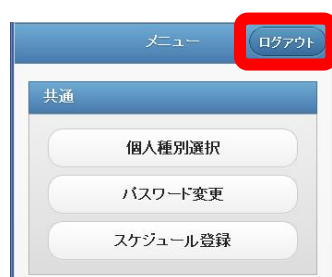 メニュー ログアウト
共通
個人種別選択
パスワード変更
スケジュール登録